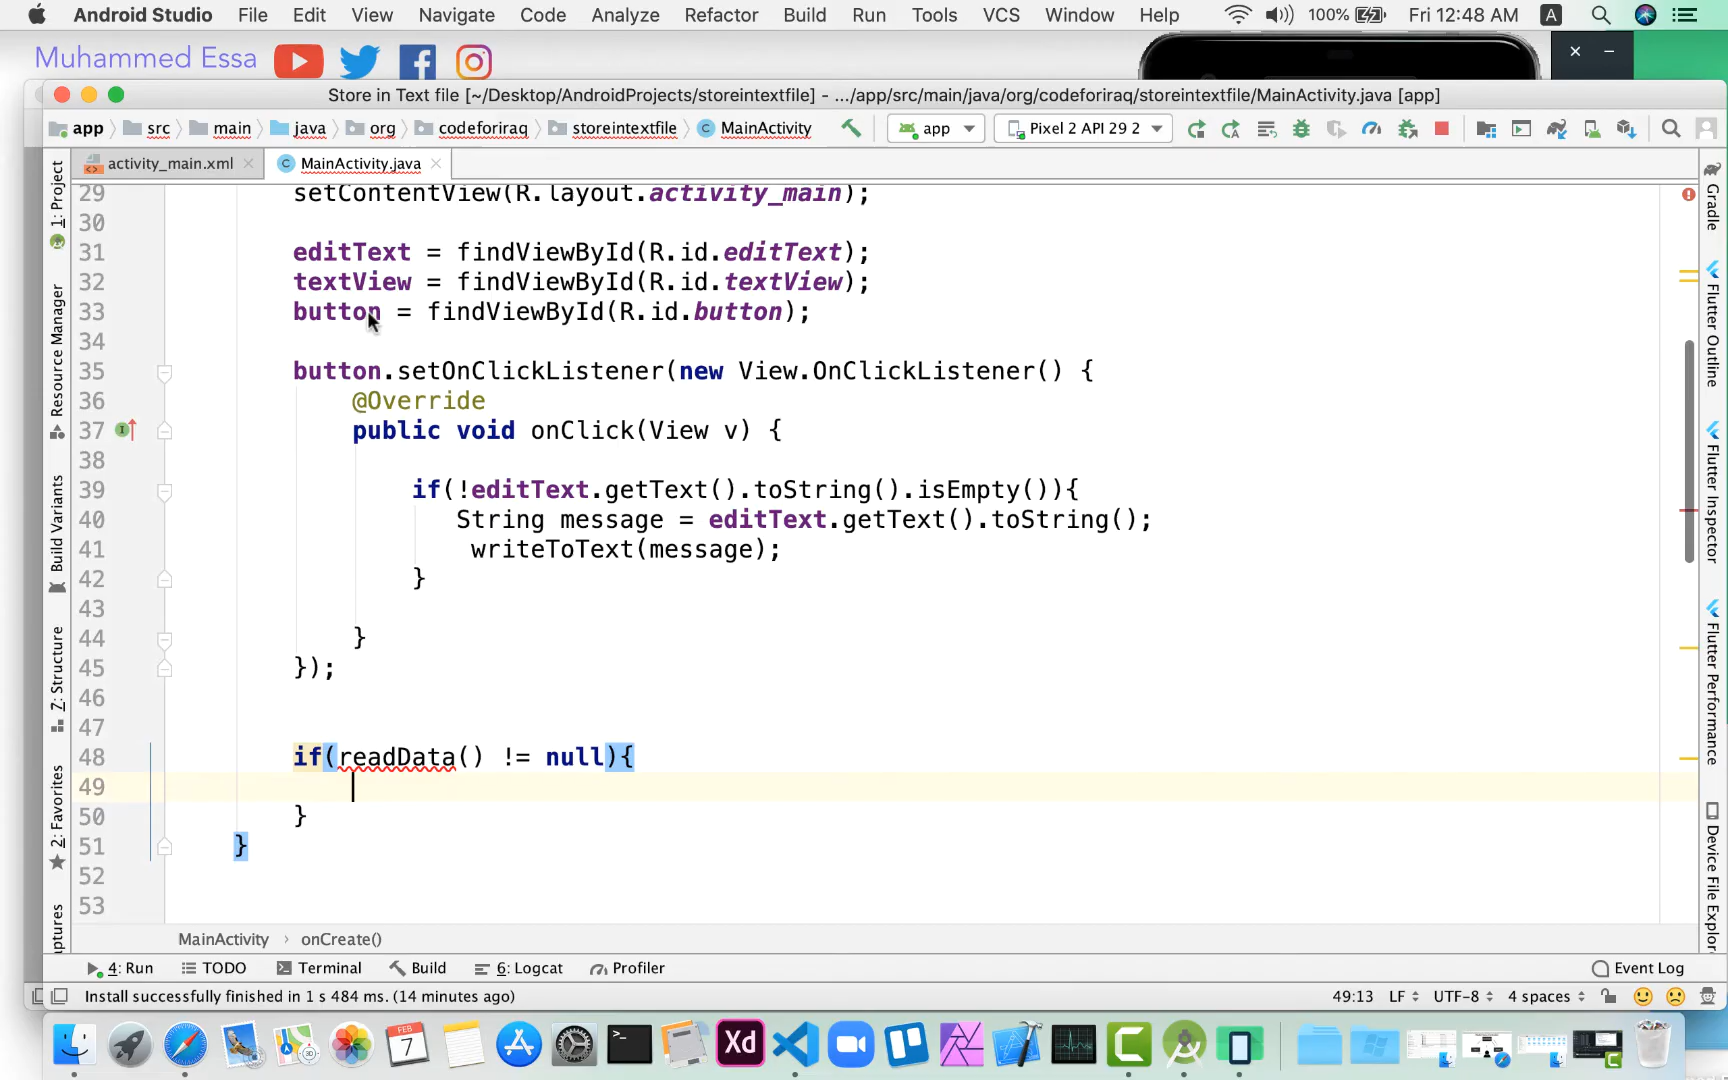 Android Studio File Edit View Navigate Code Analyze Refactor Build Run Tools VCS Window Help 100% Fri 12:48 AM A
Muhammed Essa
Store in Text file [~/Desktop/AndroidProjects/storeintextfile] - .../app/src/main/java/org/codeforiraq/storeintextfile/MainActivity.java [app]
app src main java org codeforiraq storeintextfile MainActivity app Pixel 2 API 29 2
activity_main.xml MainActivity.java
29 setContentView(R.layout.activity_main);
30
31 editText = findViewById(R.id.editText);
32 textView = findViewById(R.id.textView);
33 button = findViewById(R.id.button);
34
35 button.setOnClickListener(new View.OnClickListener() {
36 @Override
37 public void onClick(View v) {
38
39 if(!editText.getText().toString().isEmpty()){
40 String message = editText.getText().toString();
41 writeToText(message);
42 }
43
44 }
45 });
46
47
48 if(readData() != null){
49
50 }
51 }
52
53
1: Project
Resource Manager
Build Variants
7: Structure
2: Favorites
ptures
Gradle
Flutter Outline
Flutter Inspector
Flutter Performance
Device File Explor
MainActivity › onCreate()
4: Run TODO Terminal Build 6: Logcat Profiler Event Log
Install successfully finished in 1 s 484 ms. (14 minutes ago) 49:13 LF UTF-8 4 spaces
FEB
7
Xd